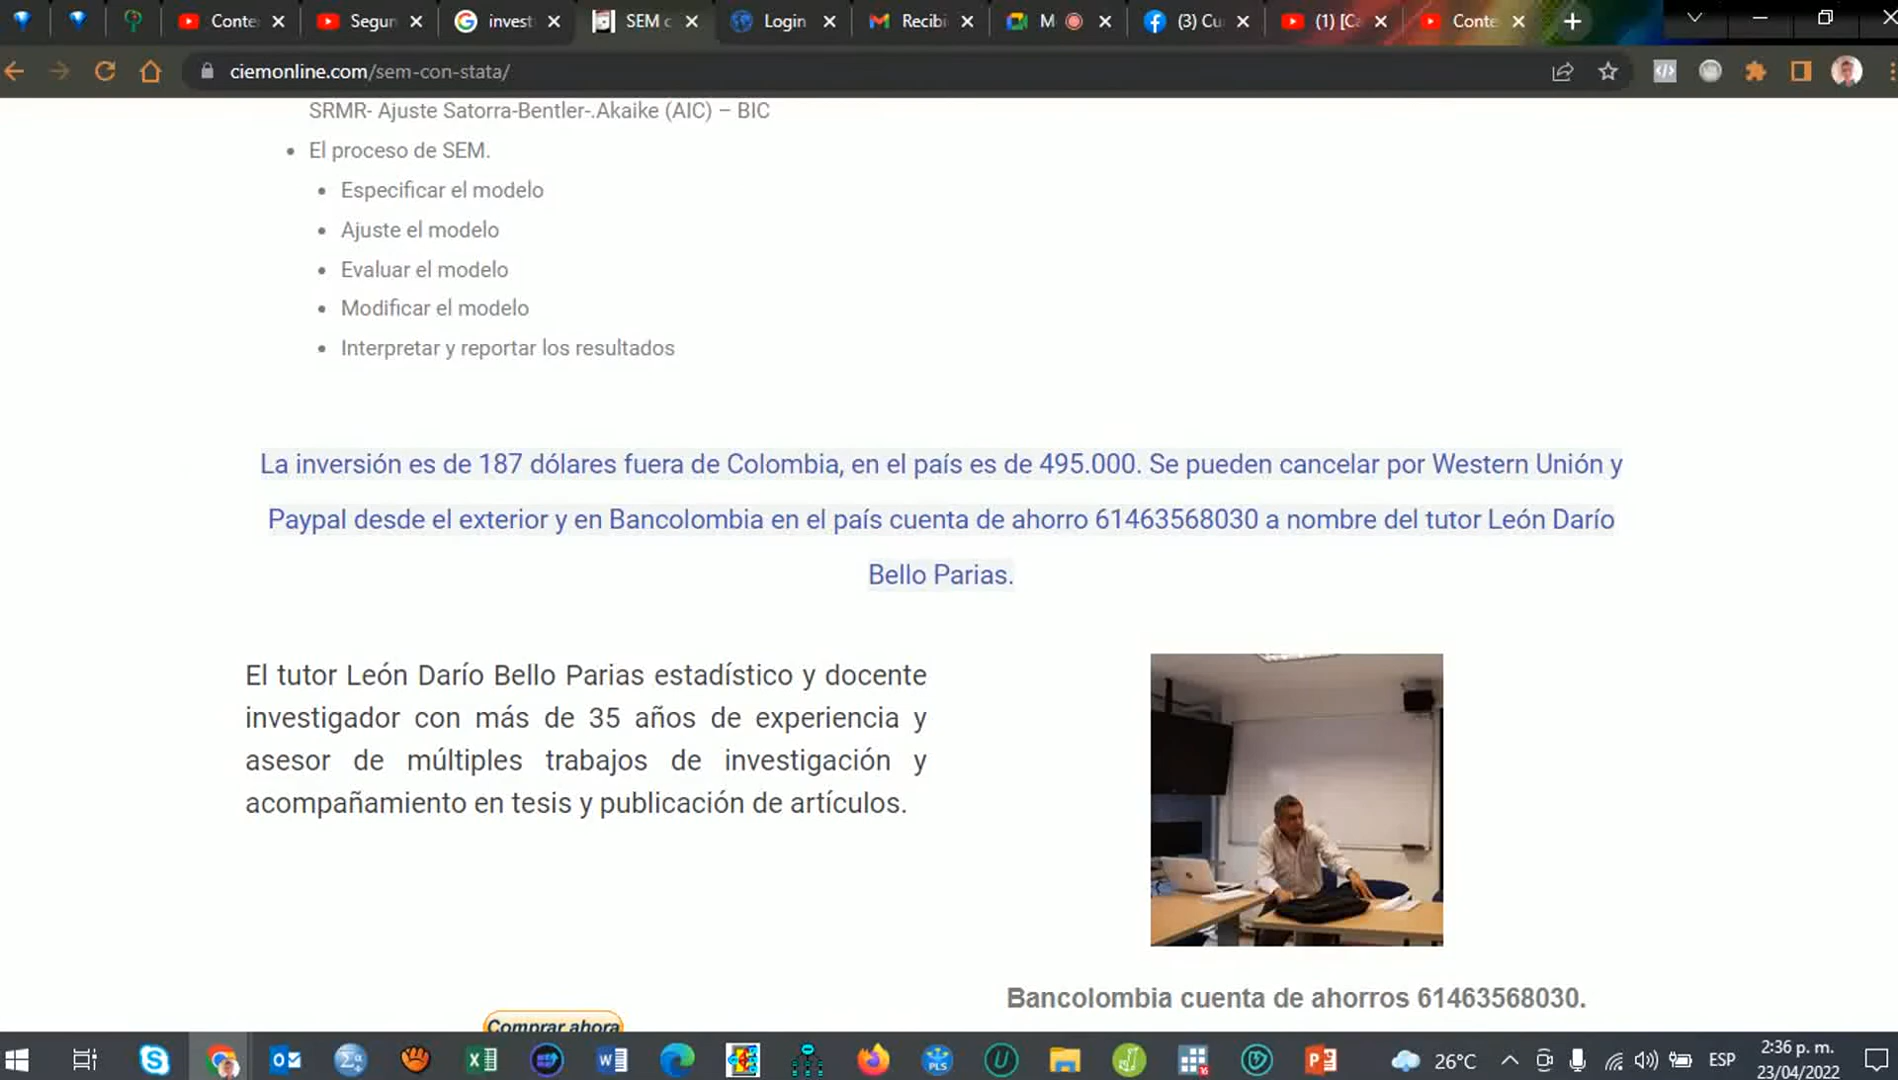 Conte
Segun
invest
SEM c
Login
Recibi
M
(3) Cu
(1) [Ca
Conte
ciemonline.com/sem-con-stata/
SRMR- Ajuste Satorra-Bentler-.Akaike (AIC) – BIC
El proceso de SEM.
Especificar el modelo
Ajuste el modelo
Evaluar el modelo
Modificar el modelo
Interpretar y reportar los resultados
La inversión es de 187 dólares fuera de Colombia, en el país es de 495.000. Se pueden cancelar por Western Unión y
Paypal desde el exterior y en Bancolombia en el país cuenta de ahorro 61463568030 a nombre del tutor León Darío
Bello Parias.
El tutor León Darío Bello Parias estadístico y docente
investigador con más de 35 años de experiencia y
asesor de múltiples trabajos de investigación y
acompañamiento en tesis y publicación de artículos.
Bancolombia cuenta de ahorros 61463568030.
Comprar ahora
26°C
ESP
2:36 p. m.
23/04/2022